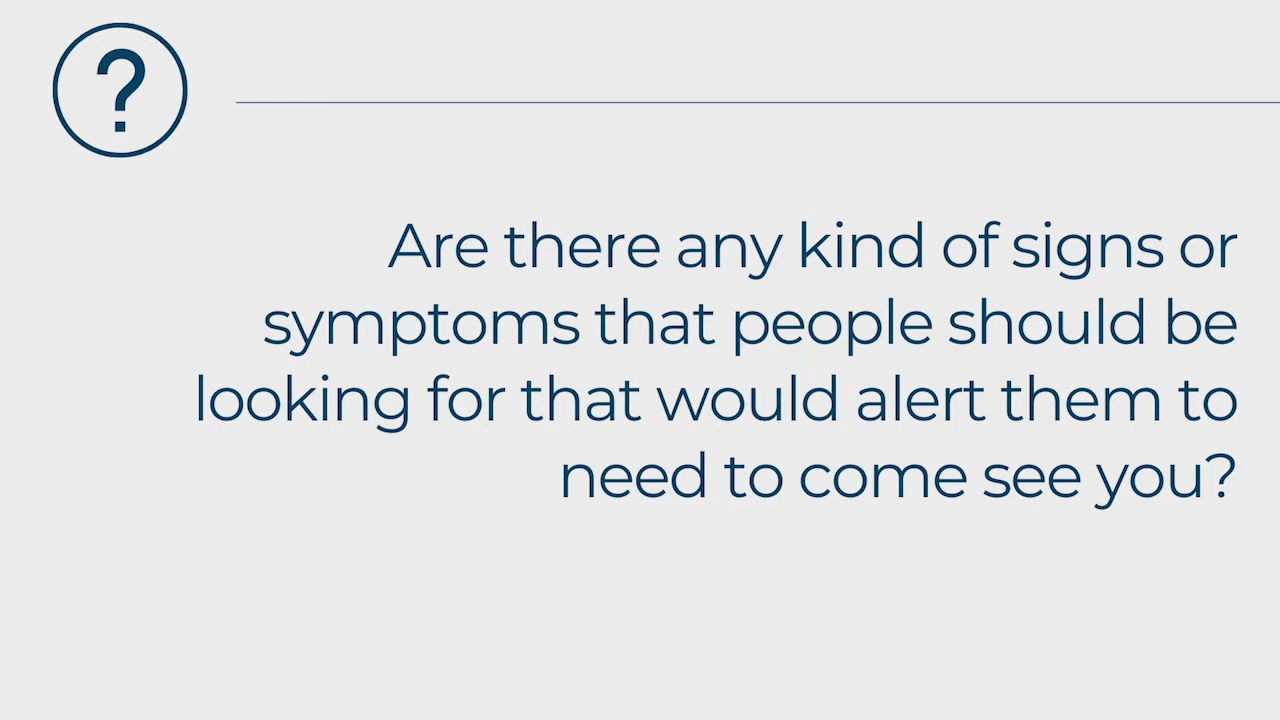 ?
Are there any kind of signs or
symptoms that people should be
looking for that would alert them to
need to come see you?